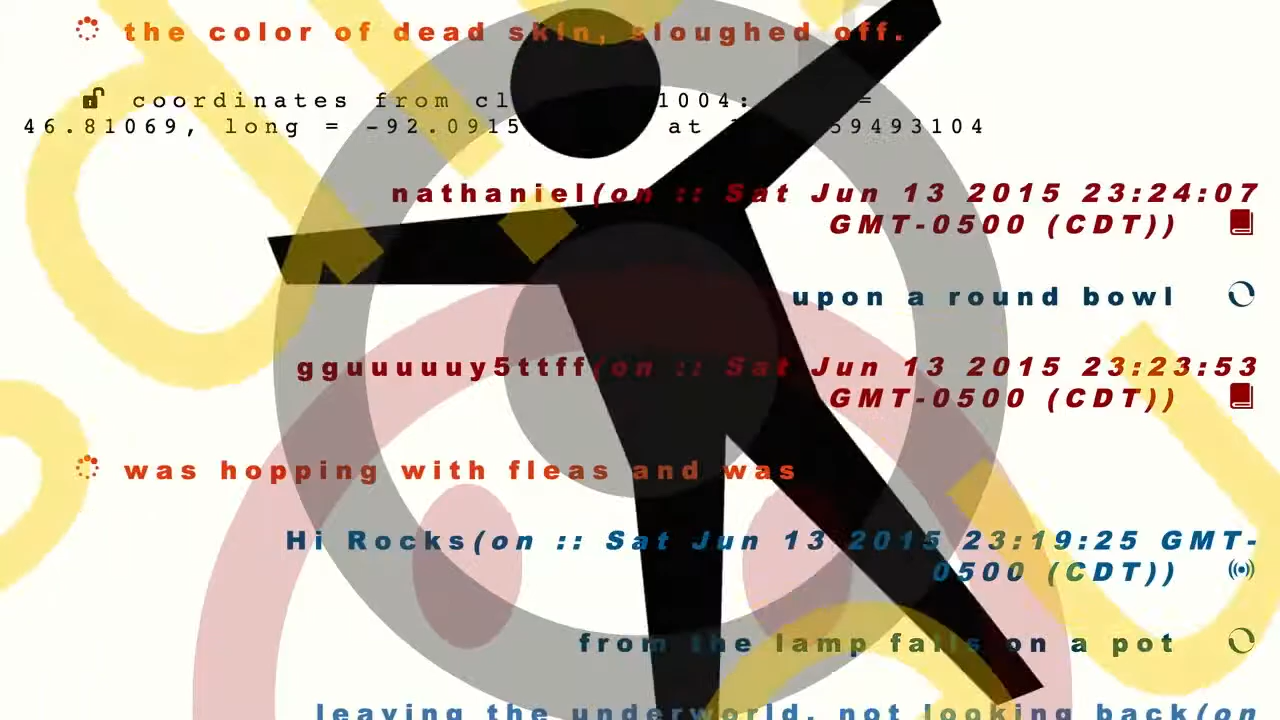 the color of dead skin, sloughed off.
coordinates from cl 1004: =
46.81069, long = -92.0915 at 59493104
nathaniel(on :: Sat Jun 13 2015 23:24:07
GMT-0500 (CDT))
upon a round bowl
gguuuuuy5ttff(on :: Sat Jun 13 2015 23:23:53
GMT-0500 (CDT))
was hopping with fleas and was
Hi Rocks(on :: Sat Jun 13 2015 23:19:25 GMT-
0500 (CDT))
from the lamp falls on a pot
leaving the underworld, not looking back(on